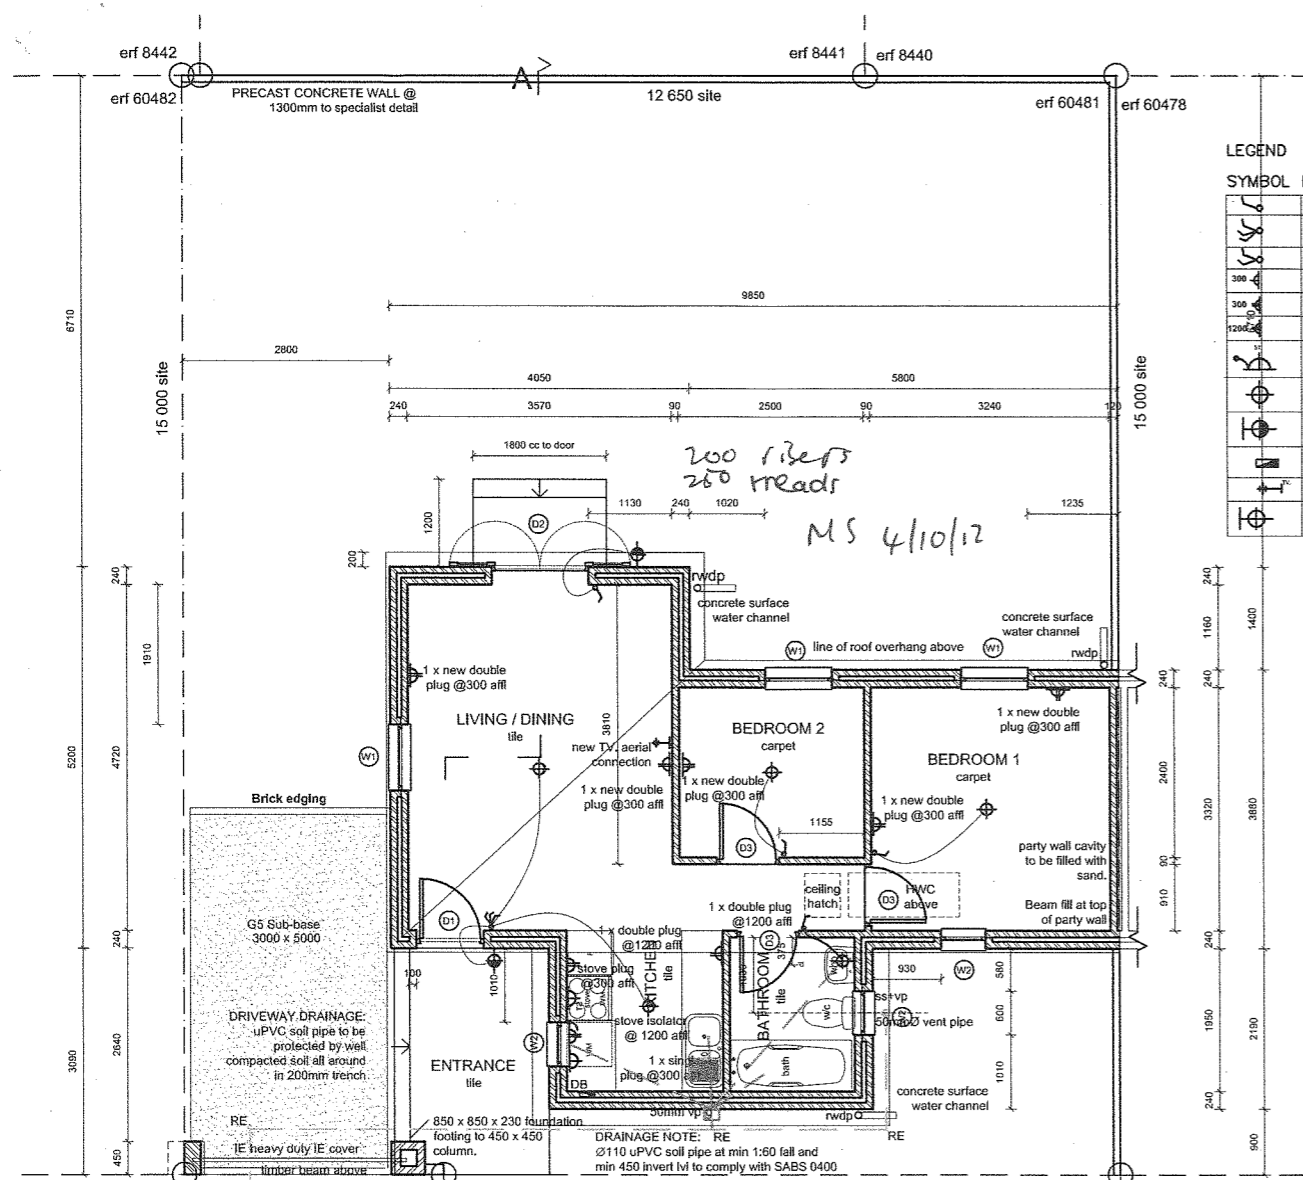 erf 8442
erf 8441
erf 8440
erf 60482
PRECAST CONCRETE WALL @
1300mm to specialist detail
A
12 650 site
erf 60481
erf 60478
LEGEND
SYMBOL
300
300
1200
6710
9850
2800
15 000 site
15 000 site
4050
5800
240
3570
90
2500
90
3240
120
1800 cc to door
200 risers
250 treads
MS 4/10/12
1130
240
1020
1235
1200
D2
200
240
rwdp
concrete surface
water channel
concrete surface
water channel
rwdp
W1
line of roof overhang above
W1
240
1160
1400
1910
1 x new double
plug @300 affl
LIVING / DINING
tile
3810
BEDROOM 2
carpet
1 x new double
plug @300 affl
240
240
BEDROOM 1
carpet
new TV. aerial
connection
W1
5200
4720
1 x new double
plug @300 affl
1 x new double
plug @300 affl
1 x new double
plug @300 affl
2400
3320
3880
Brick edging
1155
D3
party wall cavity
to be filled with
sand.
90
910
ceiling
hatch
D3
HWC
above
Beam fill at top
of party wall
G5 Sub-base
3000 x 5000
D1
1 x double plug
@1200 affl
1 x double plug
@1200 affl
D3
375
240
240
240
100
1010
stove plug
@300 affl
KITCHEN
tile
BATHROOM
tile
930
W2
580
ss+vp
50mm Ø vent pipe
W2
600
w/c
DRIVEWAY DRAINAGE:
uPVC soil pipe to be
protected by well
compacted soil all around
in 200mm trench
2640
3090
W2
stove isolator
@ 1200 affl
1950
2190
ENTRANCE
tile
1 x single
plug @300
bath
DB
1010
concrete surface
water channel
240
50mm vp
rwdp
RE
850 x 850 x 230 foundation
footing to 450 x 450
column.
DRAINAGE NOTE: RE
RE
Ø110 uPVC soil pipe at min 1:60 fall and
min 450 invert lvl to comply with SABS 0400
450
IE heavy duty IE cover
timber beam above
900